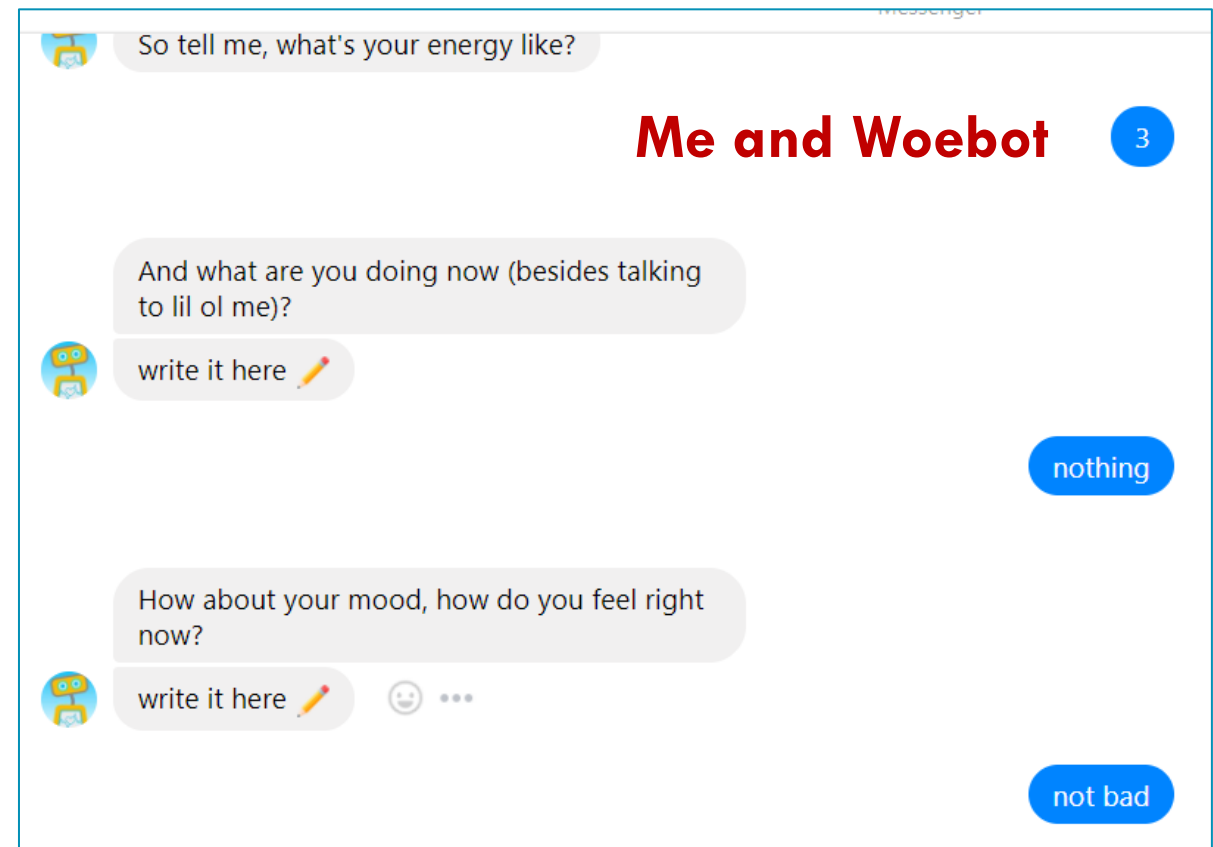 Messenger
So tell me, what's your energy like?
Me and Woebot
3
And what are you doing now (besides talking
to lil ol me)?
write it here ✏️
nothing
How about your mood, how do you feel right
now?
write it here ✏️
not bad